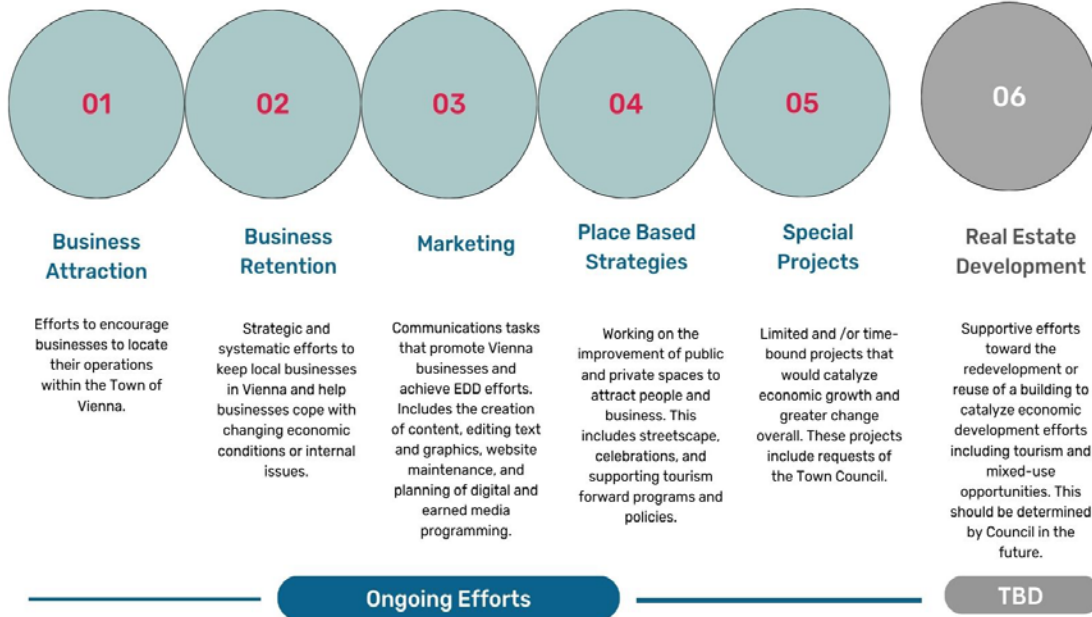 01
02
03
04
05
06
Business
Attraction
Efforts to encourage
businesses to locate
their operations
within the Town of
Vienna.
Business
Retention
Strategic and
systematic efforts to
keep local businesses
in Vienna and help
businesses cope with
changing economic
conditions or internal
issues.
Marketing
Communications tasks
that promote Vienna
businesses and
achieve EDD efforts.
Includes the creation
of content, editing text
and graphics, website
maintenance, and
planning of digital and
earned media
programming.
Place Based
Strategies
Working on the
improvement of public
and private spaces to
attract people and
business. This
includes streetscape,
celebrations, and
supporting tourism
forward programs and
policies.
Special
Projects
Limited and /or time-
bound projects that
would catalyze
economic growth and
greater change
overall. These projects
include requests of
the Town Council.
Real Estate
Development
Supportive efforts
toward the
redevelopment or
reuse of a building to
catalyze economic
development efforts
including tourism and
mixed-use
opportunities. This
should be determined
by Council in the
future.
Ongoing Efforts
TBD